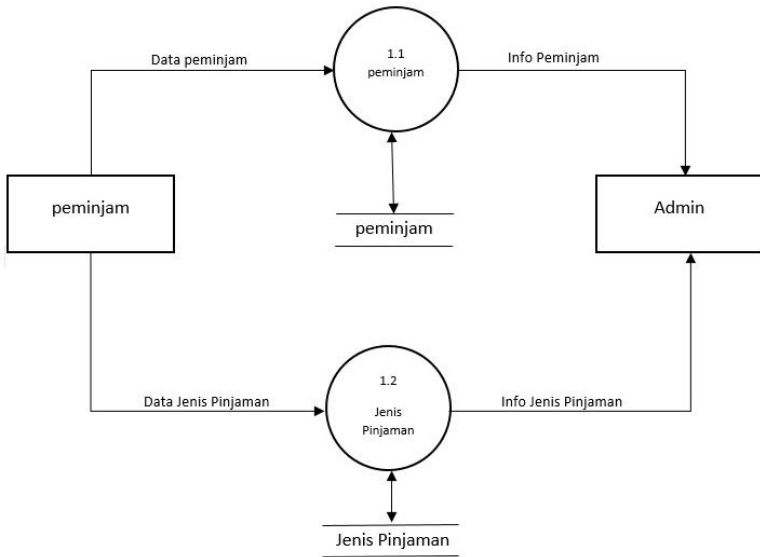 1.1
peminjam
Data peminjam
Info Peminjam
peminjam
Admin
peminjam
1.2
Jenis
Pinjaman
Data Jenis Pinjaman
Info Jenis Pinjaman
Jenis Pinjaman